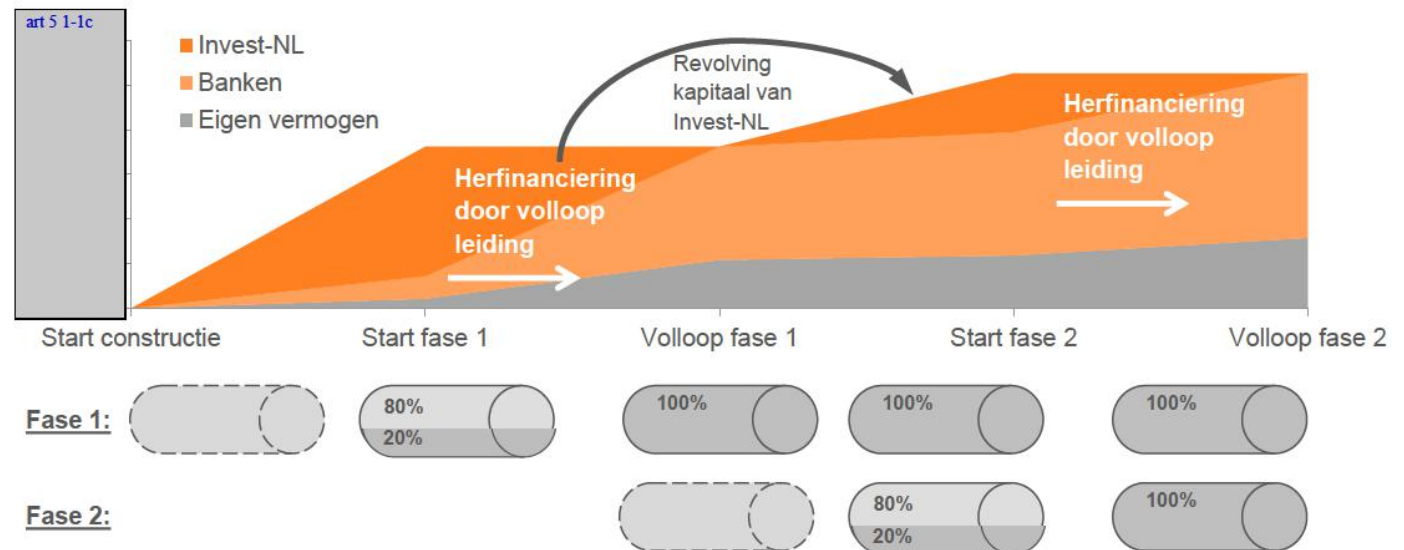 art 5 1-1c
Invest-NL
Banken
Eigen vermogen
Revolving
kapitaal van
Invest-NL
Herfinanciering
door volloop
leiding
Herfinanciering
door volloop
leiding
Start constructie
Start fase 1
Volloop fase 1
Start fase 2
Volloop fase 2
Fase 1:
80%
20%
100%
100%
100%
Fase 2:
80%
20%
100%